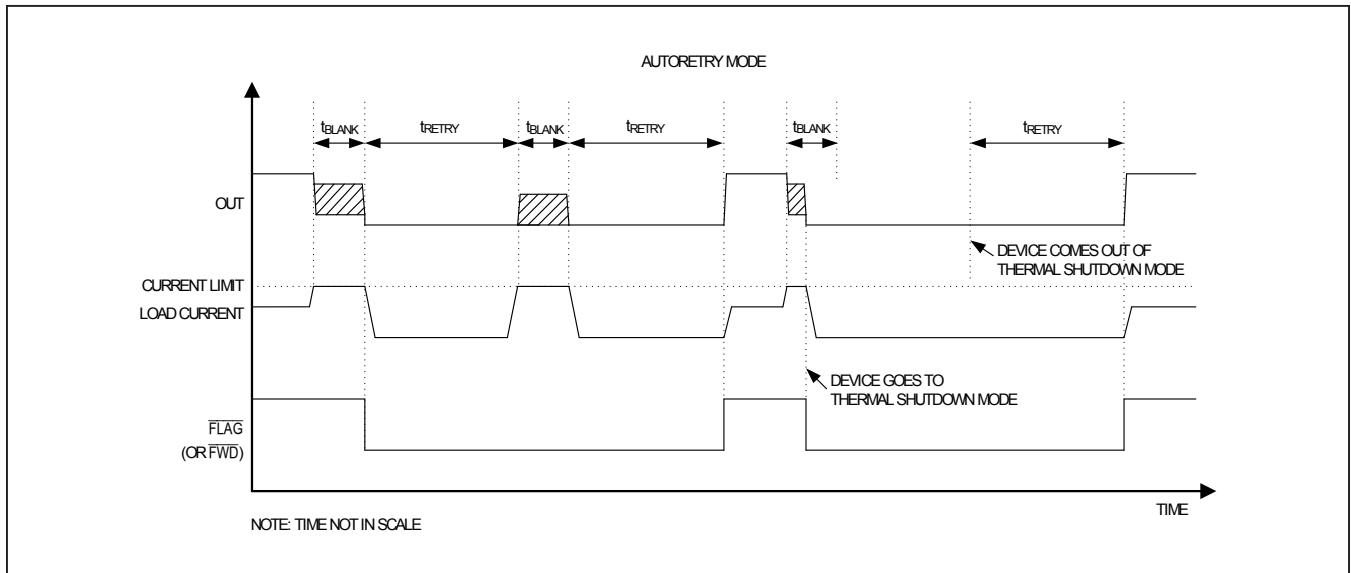 AUTORETRY MODE
tBLANK
tRETRY
tBLANK
tRETRY
tBLANK
tRETRY
OUT
DEVICE COMES OUT OF
THERMAL SHUTDOWN MODE
CURRENT LIMIT
LOAD CURRENT
DEVICE GOES TO
THERMAL SHUTDOWN MODE
FLAG
(OR FWD)
TIME
NOTE: TIME NOT IN SCALE